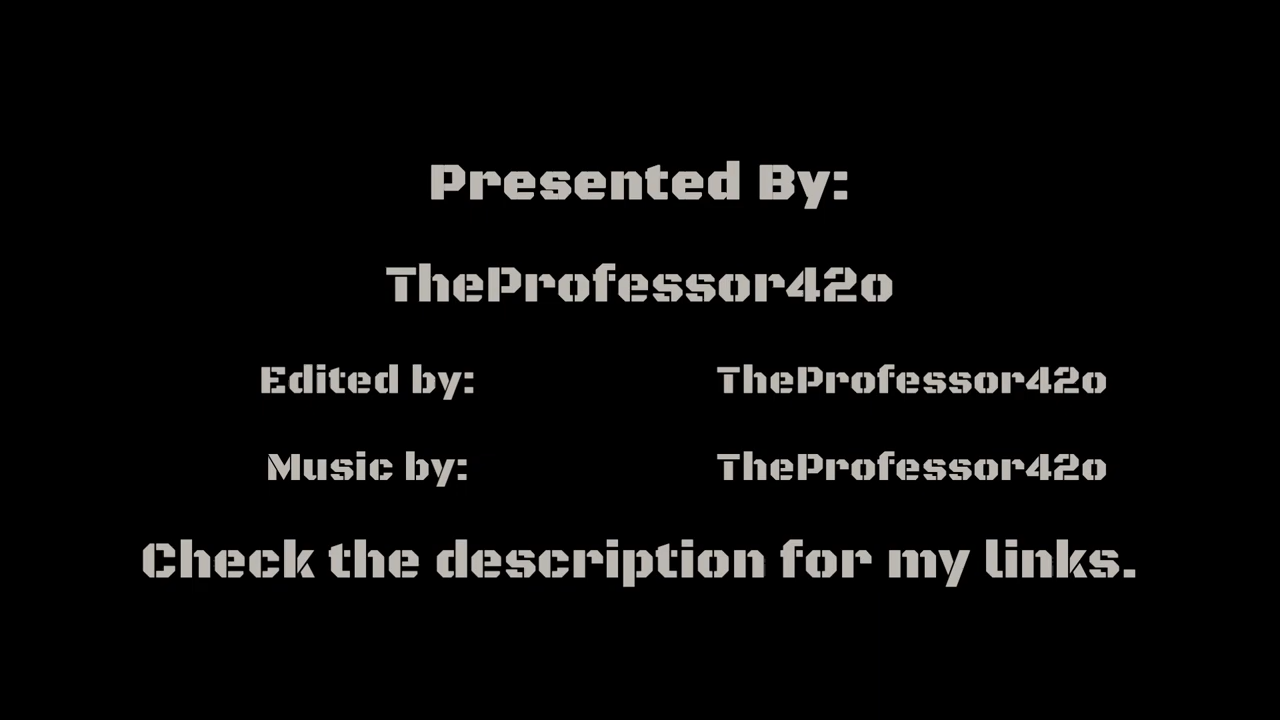 Presented By:
TheProfessor42o
Edited by: TheProfessor42o
Music by: TheProfessor42o
Check the description for my links.